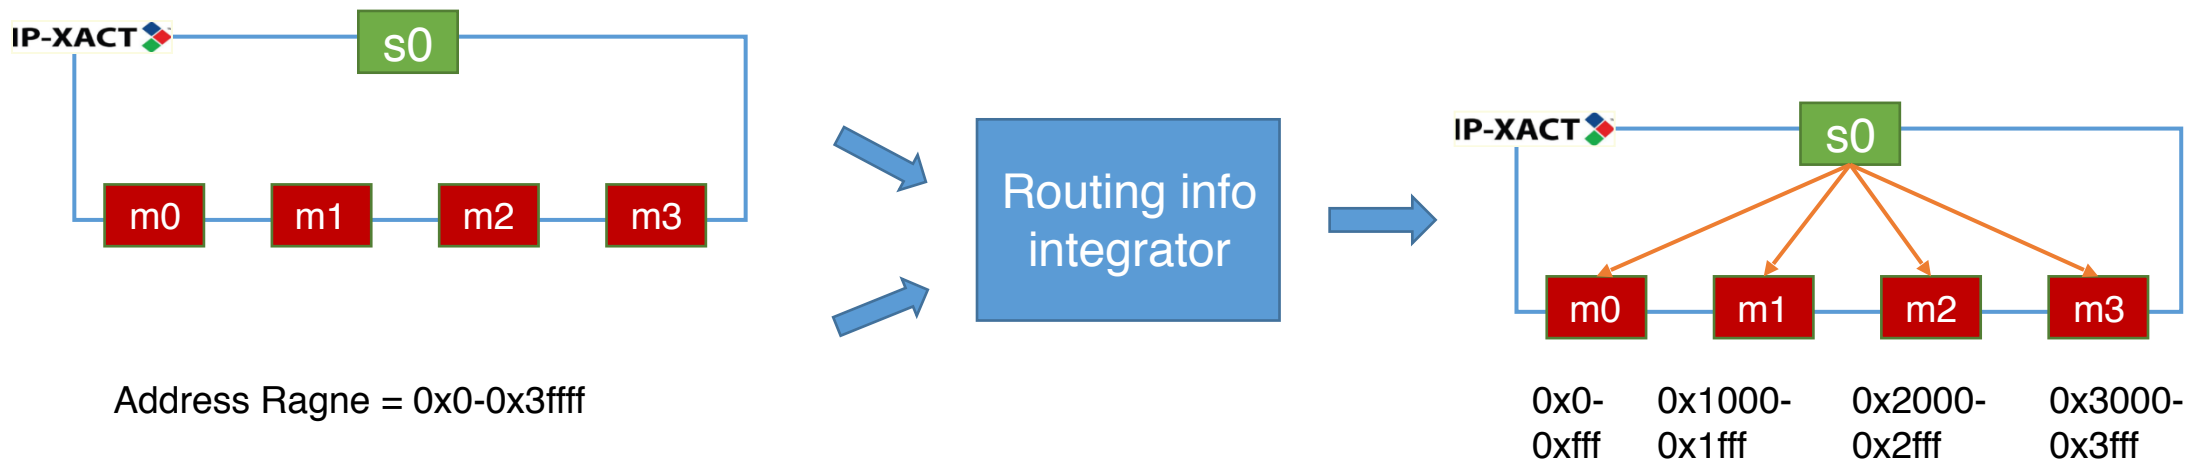 IP-XACT
s0
m0 m1 m2 m3
Address Ragne = 0x0-0x3ffff
Routing info
integrator
IP-XACT
s0
m0 m1 m2 m3
0x0- 0x1000- 0x2000- 0x3000-
0xfff 0x1fff 0x2fff 0x3fff